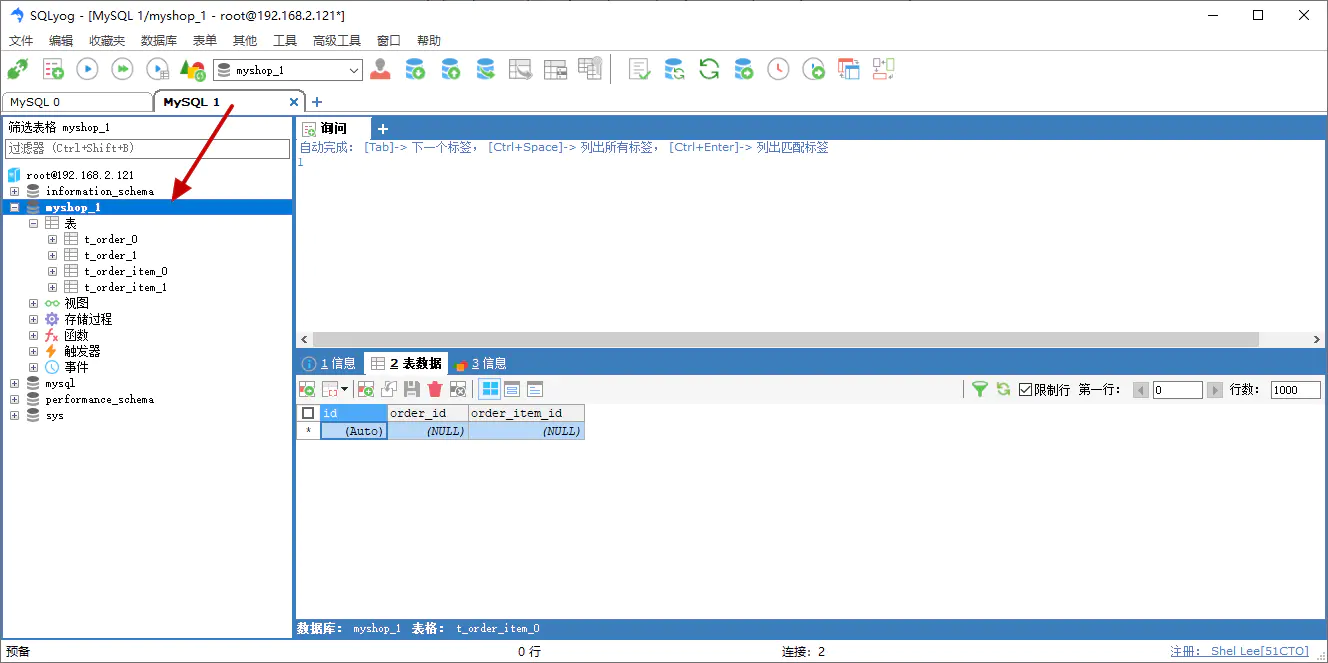 SQLyog - [MySQL 1/myshop_1 - root@192.168.2.121*]
文件 编辑 收藏夹 数据库 表单 其他 工具 高级工具 窗口 帮助
myshop_1
MySQL 0 MySQL 1
筛选表格 myshop_1
过滤器 (Ctrl+Shift+B)
root@192.168.2.121
information_schema
myshop_1
表
t_order_0
t_order_1
t_order_item_0
t_order_item_1
视图
存储过程
函数
触发器
事件
mysql
performance_schema
sys
询问
自动完成: [Tab]-> 下一个标签, [Ctrl+Space]-> 列出所有标签, [Ctrl+Enter]-> 列出匹配标签
1
1 信息 2 表数据 3 信息
限制行 第一行: 0 行数: 1000
id order_id order_item_id
* (Auto) (NULL) (NULL)
数据库: myshop_1 表格: t_order_item_0
预备 0 行 连接: 2 注册: Shel Lee[51CTO]